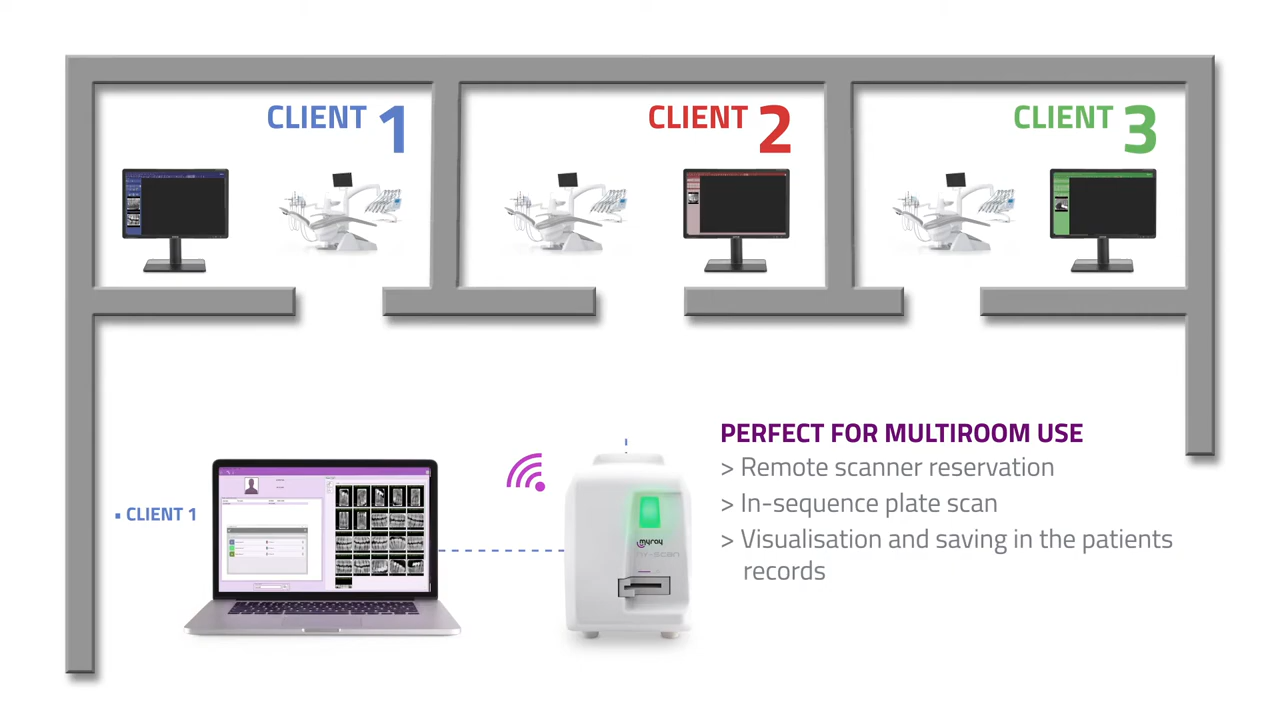 CLIENT 1
CLIENT 2
CLIENT 3
PERFECT FOR MULTIROOM USE
> Remote scanner reservation
> In-sequence plate scan
> Visualisation and saving in the patients
records
▪ CLIENT 1
myray